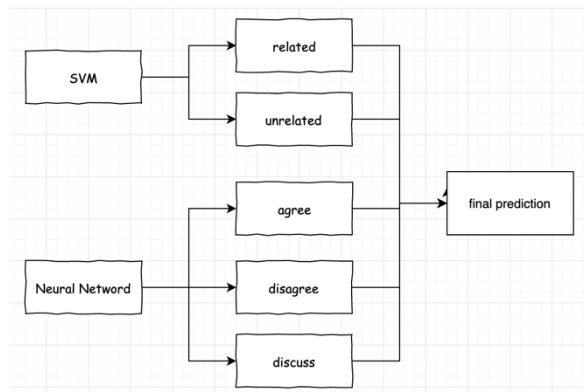 related
SVM
unrelated
final prediction
agree
Neural Netword
disagree
discuss